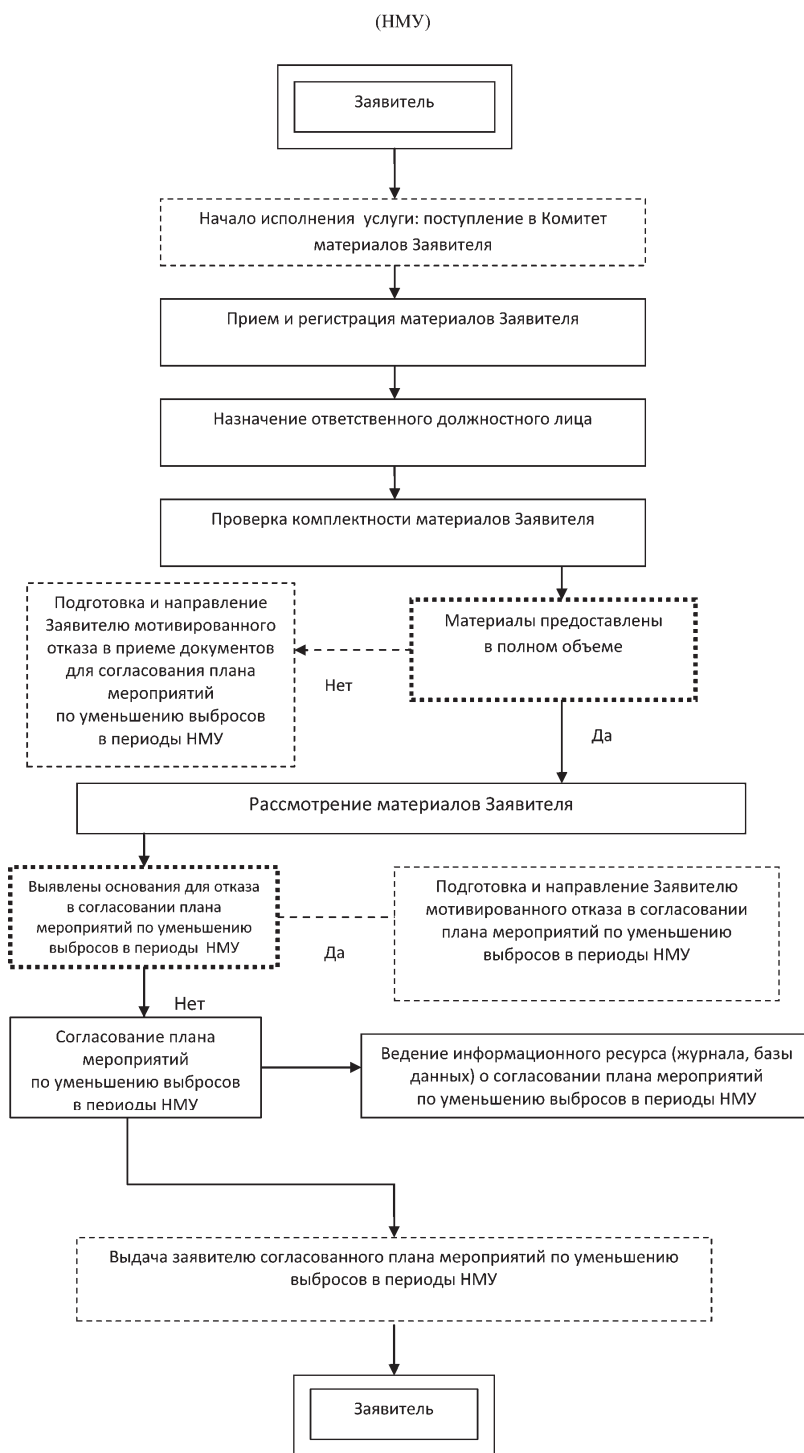 (НМУ)
Заявитель
Начало исполнения услуги: поступление в Комитет
материалов Заявителя
Прием и регистрация материалов Заявителя
Назначение ответственного должностного лица
Проверка комплектности материалов Заявителя
Подготовка и направление
Заявителю мотивированного
отказа в приеме документов
для согласования плана
мероприятий
по уменьшению выбросов
в периоды НМУ
Нет
Материалы предоставлены
в полном объеме
Да
Рассмотрение материалов Заявителя
Выявлены основания для отказа
в согласовании плана
мероприятий по уменьшению
выбросов в периоды НМУ
Да
Подготовка и направление Заявителю
мотивированного отказа в согласовании
плана мероприятий по уменьшению
выбросов в периоды НМУ
Нет
Согласование плана
мероприятий
по уменьшению выбросов
в периоды НМУ
Ведение информационного ресурса (журнала, базы
данных) о согласовании плана мероприятий
по уменьшению выбросов в периоды НМУ
Выдача заявителю согласованного плана мероприятий по уменьшению
выбросов в периоды НМУ
Заявитель